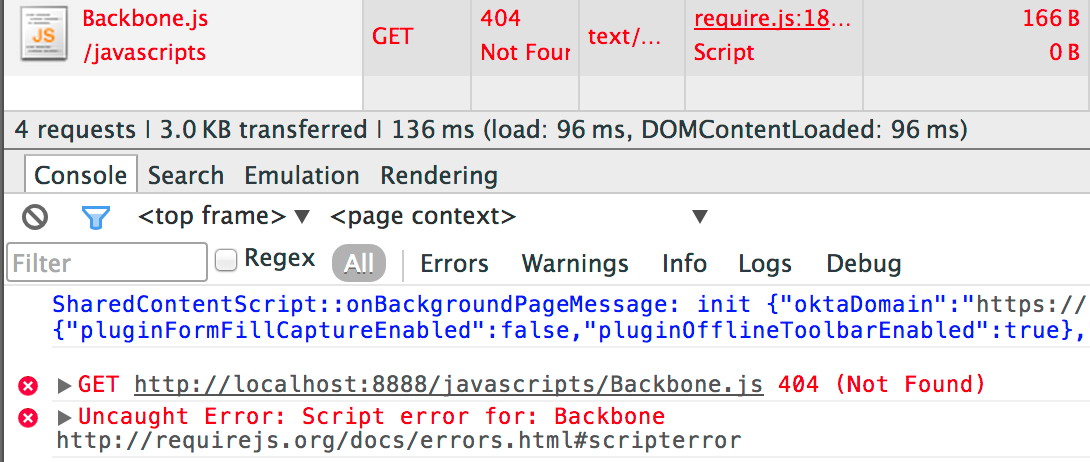 Backbone.js
/javascripts
GET
404
Not Four
text/...
require.js:18...
Script
166 B
0 B
4 requests | 3.0 KB transferred | 136 ms (load: 96 ms, DOMContentLoaded: 96 ms)
Console Search Emulation Rendering
<top frame> ▼ <page context> ▼
Filter Regex All Errors Warnings Info Logs Debug
SharedContentScript::onBackgroundPageMessage: init {"oktaDomain":"https://
{"pluginFormFillCaptureEnabled":false,"pluginOfflineToolbarEnabled":true},
▶GET http://localhost:8888/javascripts/Backbone.js 404 (Not Found)
▶Uncaught Error: Script error for: Backbone
http://requirejs.org/docs/errors.html#scripterror
JS